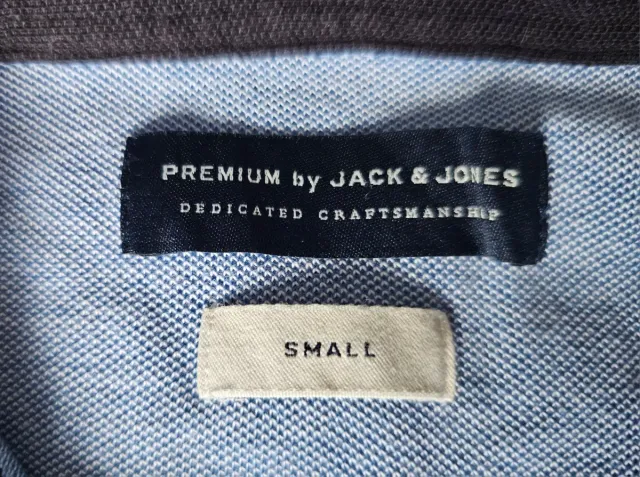 PREMIUM by JACK & JONES
DEDICATED CRAFTSMANSHIP
SMALL